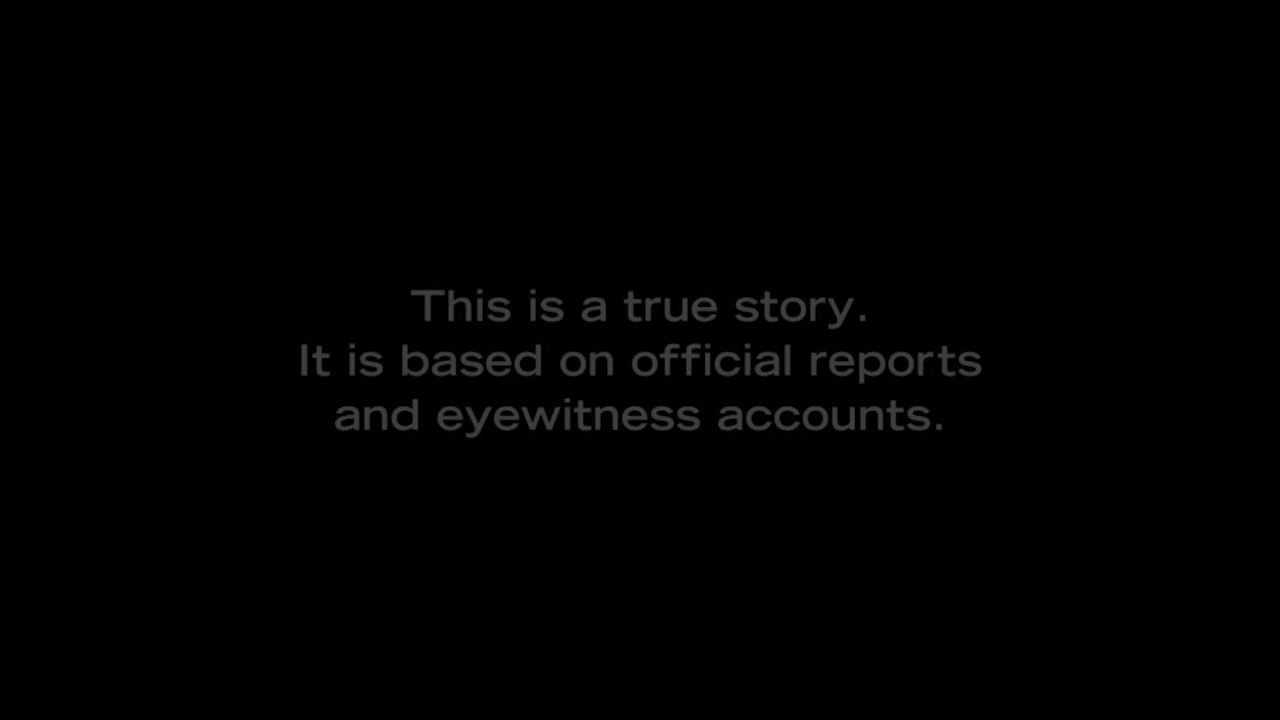 This is a true story.
It is based on official reports
and eyewitness accounts.